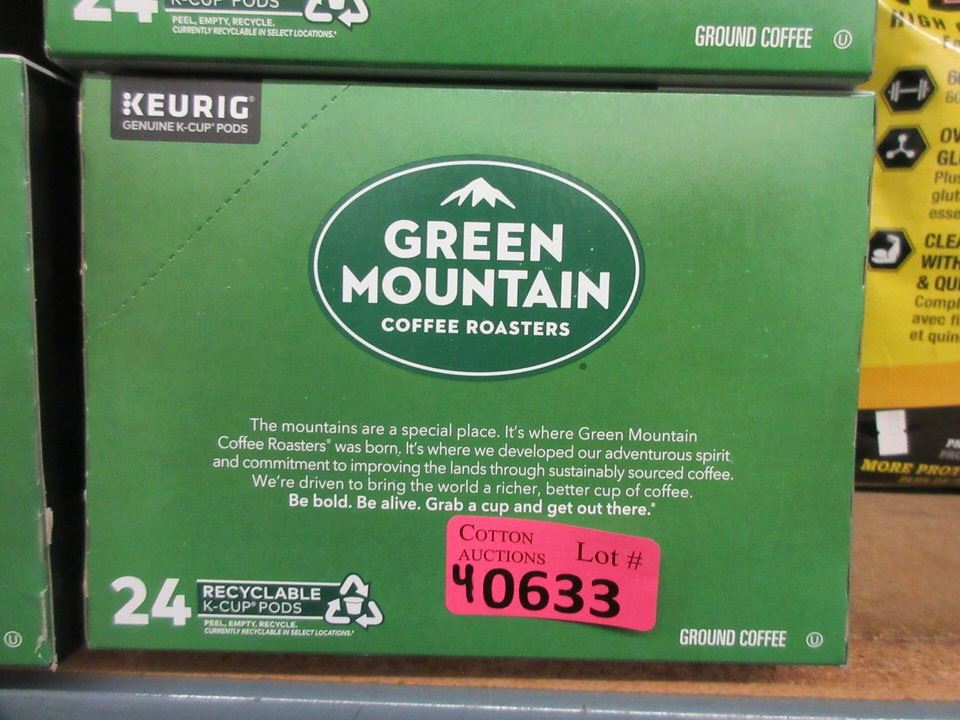 K-CUP® PODS
24
PEEL, EMPTY, RECYCLE.
CURRENTLY RECYCLABLE IN SELECT LOCATIONS.*
GROUND COFFEE
U
KEURIG®
GENUINE K-CUP® PODS
GREEN
MOUNTAIN
COFFEE ROASTERS
®
The mountains are a special place. It's where Green Mountain
Coffee Roasters® was born. It's where we developed our adventurous spirit
and commitment to improving the lands through sustainably sourced coffee.
We're driven to bring the world a richer, better cup of coffee.
Be bold. Be alive. Grab a cup and get out there.®
COTTON
AUCTIONS Lot #
40633
24
RECYCLABLE
K-CUP® PODS
PEEL, EMPTY, RECYCLE.
CURRENTLY RECYCLABLE IN SELECT LOCATIONS.*
GROUND COFFEE
U
U
HIGH
& QU
avec
et
MORE